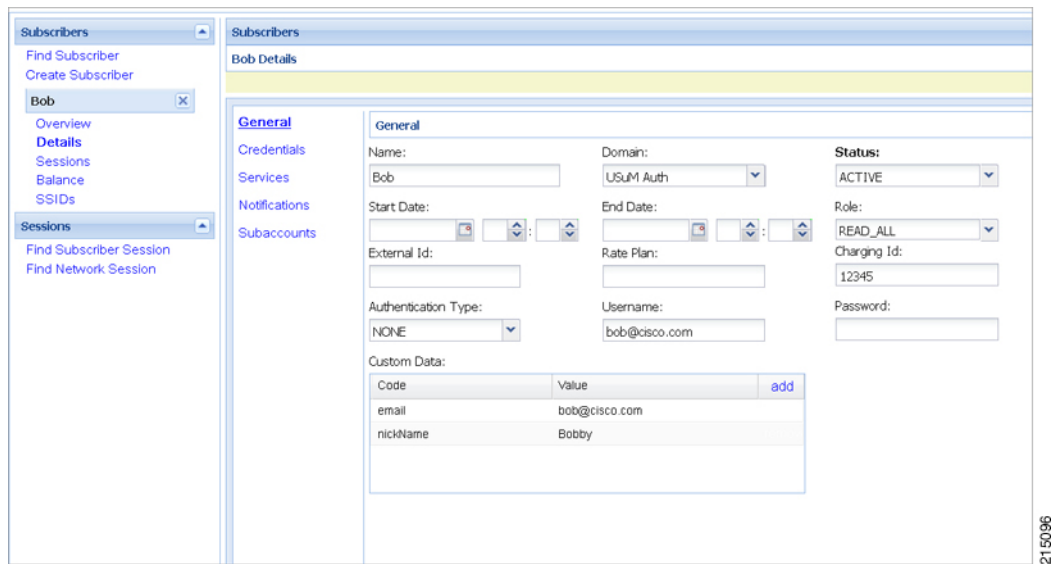 Subscribers
Find Subscriber
Create Subscriber
Bob
Overview
Details
Sessions
Balance
SSIDs
Sessions
Find Subscriber Session
Find Network Session
Subscribers
Bob Details
General
Credentials
Services
Notifications
Subaccounts
General
Name: Domain: Status:
Bob USuM Auth ACTIVE
Start Date: End Date: Role:
: : READ_ALL
External Id: Rate Plan: Charging Id:
12345
Authentication Type: Username: Password:
NONE bob@cisco.com
Custom Data:
Code Value add
email bob@cisco.com
nickName Bobby
215096